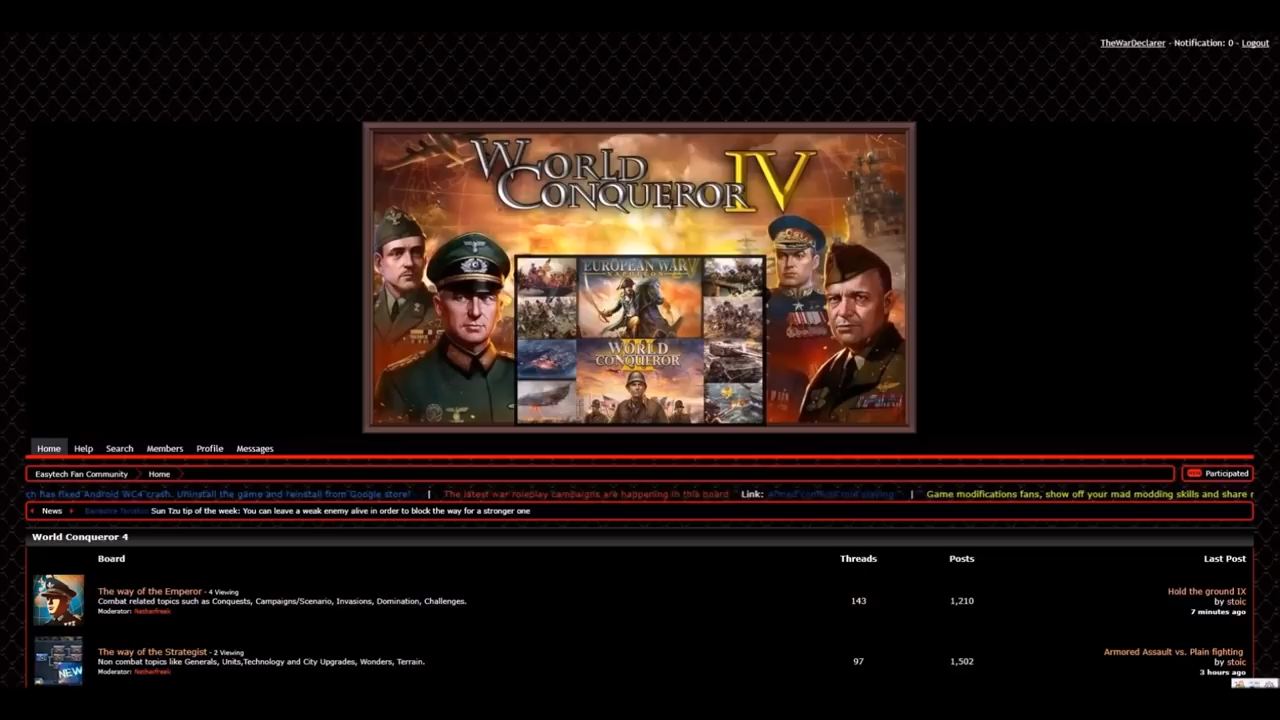 TheWarDeclarer - Notification: 0 - Logout
WORLD
CONQUEROR IV
EUROPEAN WAR V
NAPOLEON
WORLD
CONQUEROR
III
Home Help Search Members Profile Messages
Easytech Fan Community Home
Participated
ch has fixed Android WC4 crash. Uninstall the game and reinstall from Google store! | The latest war roleplay campaigns are happening in this board Link: | Game modifications fans, show off your mad modding skills and share
News Sun Tzu tip of the week: You can leave a weak enemy alive in order to block the way for a stronger one
World Conqueror 4
Board Threads Posts Last Post
The way of the Emperor - 4 Viewing
Combat related topics such as Conquests, Campaigns/Scenario, Invasions, Domination, Challenges.
Moderator: Netherfreek
143 1,210
Hold the ground IX
by stoic
7 minutes ago
The way of the Strategist - 2 Viewing
Non combat topics like Generals, Units,Technology and City Upgrades, Wonders, Terrain.
Moderator: Netherfreek
97 1,502
Armored Assault vs. Plain fighting
by stoic
3 hours ago
NEW